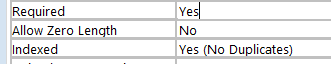 Required Yes
Allow Zero Length No
Indexed Yes (No Duplicates)